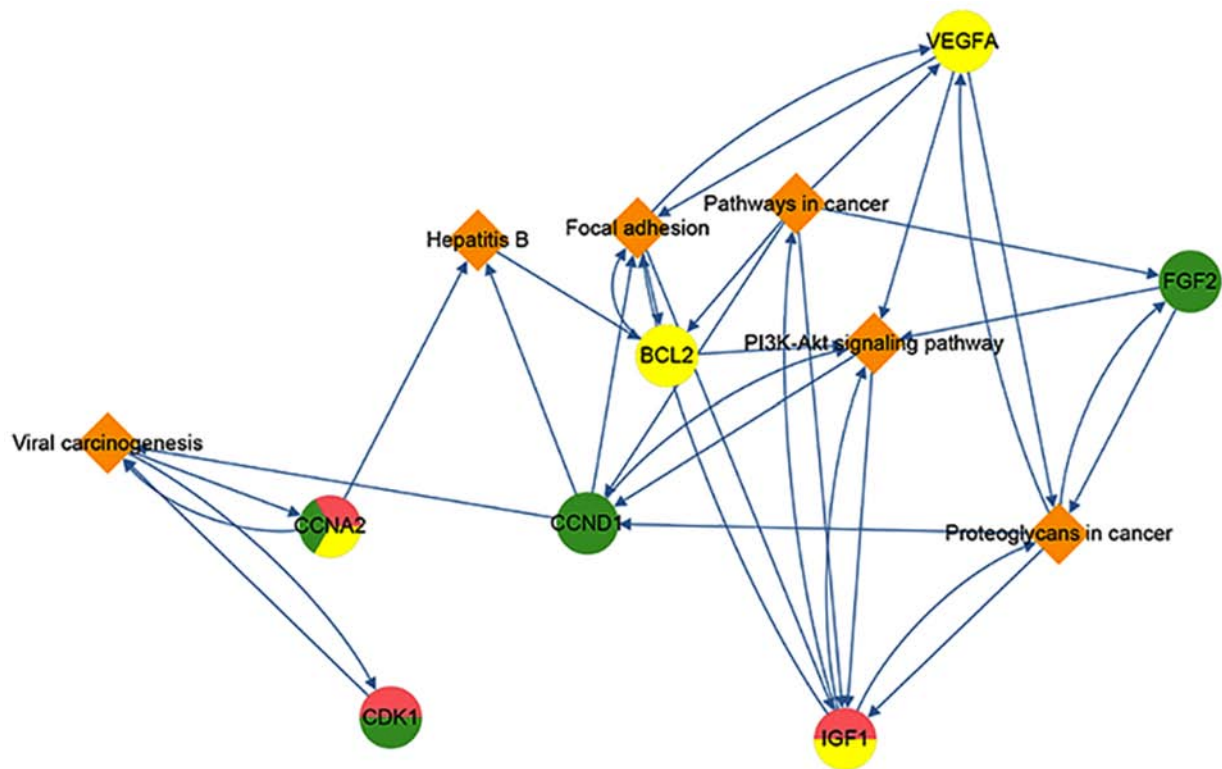 VEGFA
Pathways in cancer
Focal adhesion
Hepatitis B
FGF2
PI3K-Akt signaling pathway
BCL2
Viral carcinogenesis
CCNA2
CCND1
Proteoglycans in cancer
CDK1
IGF1